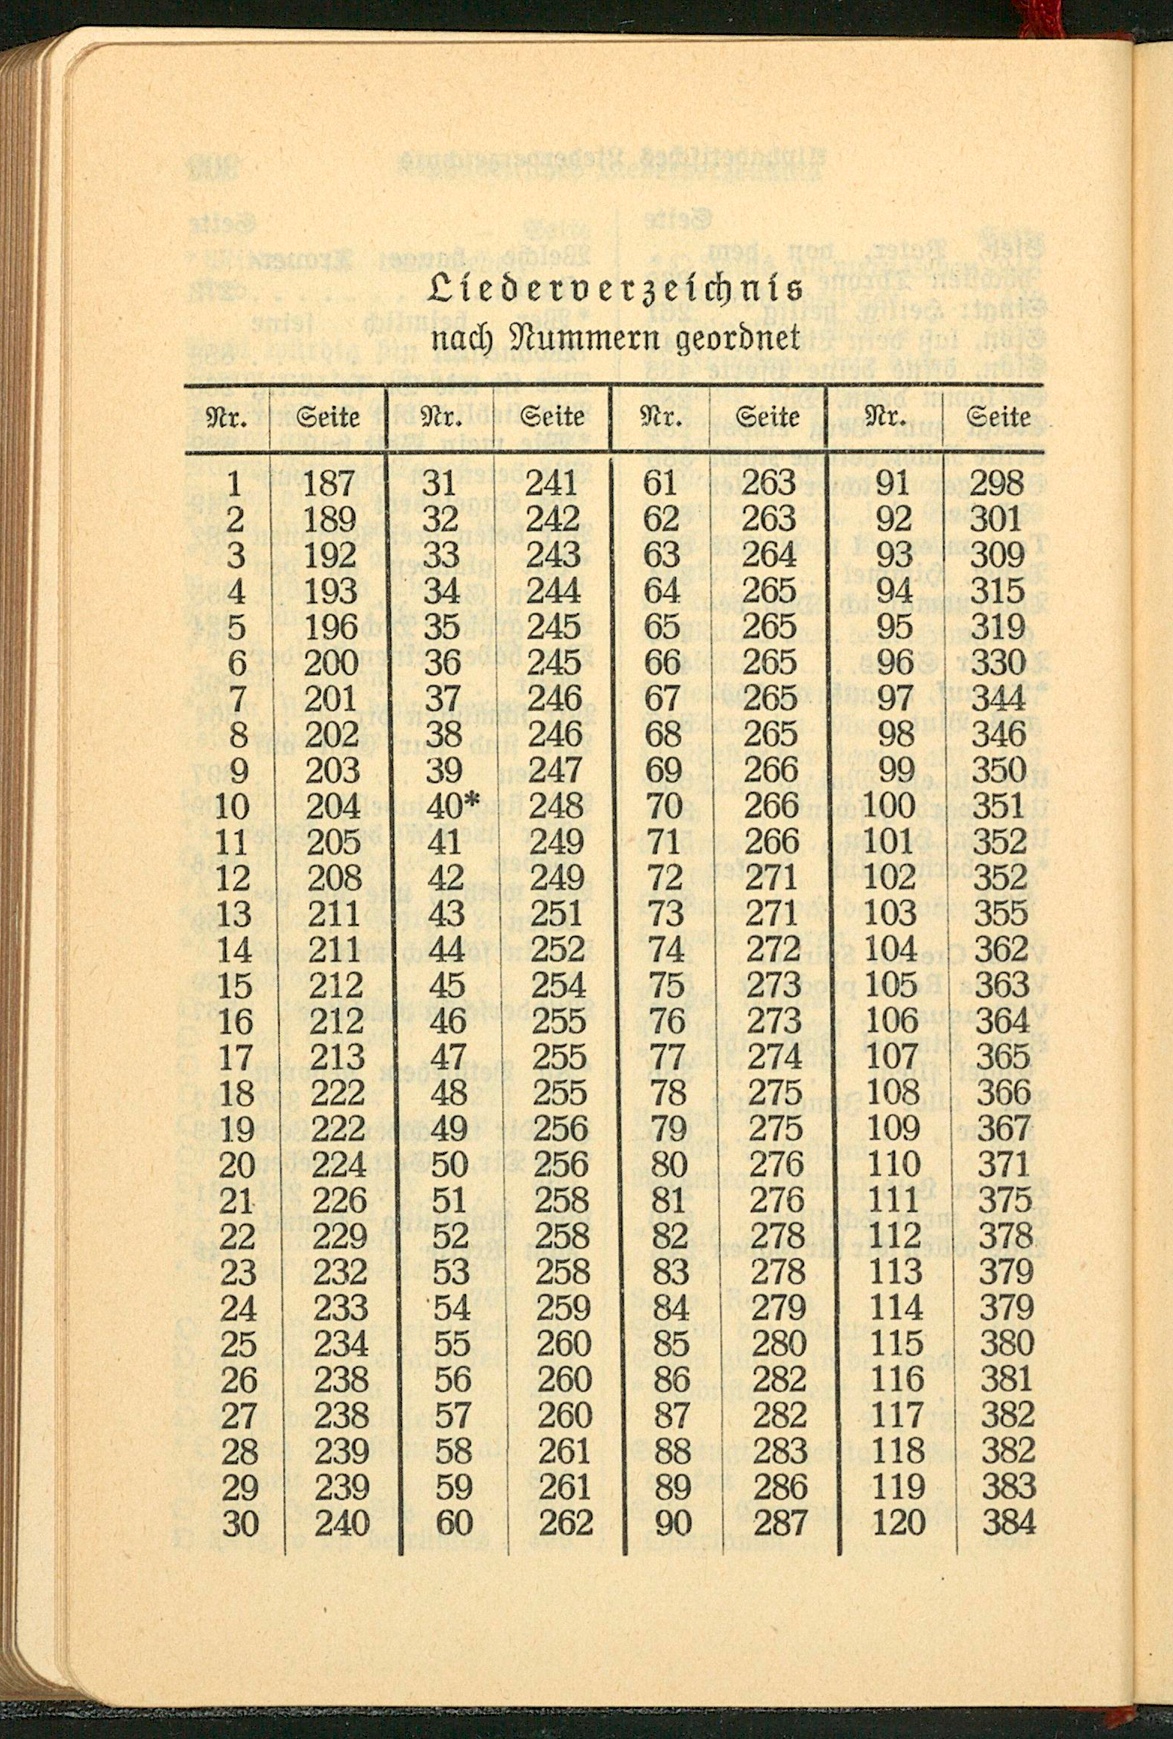 Liederverzeichnis
nach Nummern geordnet
Nr. Seite Nr. Seite Nr. Seite Nr. Seite
1 187 31 241 61 263 91 298
2 189 32 242 62 263 92 301
3 192 33 243 63 264 93 309
4 193 34 244 64 265 94 315
5 196 35 245 65 265 95 319
6 200 36 245 66 265 96 330
7 201 37 246 67 265 97 344
8 202 38 246 68 265 98 346
9 203 39 247 69 266 99 350
10 204 40* 248 70 266 100 351
11 205 41 249 71 266 101 352
12 208 42 249 72 271 102 352
13 211 43 251 73 271 103 355
14 211 44 252 74 272 104 362
15 212 45 254 75 273 105 363
16 212 46 255 76 273 106 364
17 213 47 255 77 274 107 365
18 222 48 255 78 275 108 366
19 222 49 256 79 275 109 367
20 224 50 256 80 276 110 371
21 226 51 258 81 276 111 375
22 229 52 258 82 278 112 378
23 232 53 258 83 278 113 379
24 233 54 259 84 279 114 379
25 234 55 260 85 280 115 380
26 238 56 260 86 282 116 381
27 238 57 260 87 282 117 382
28 239 58 261 88 283 118 382
29 239 59 261 89 286 119 383
30 240 60 262 90 287 120 384